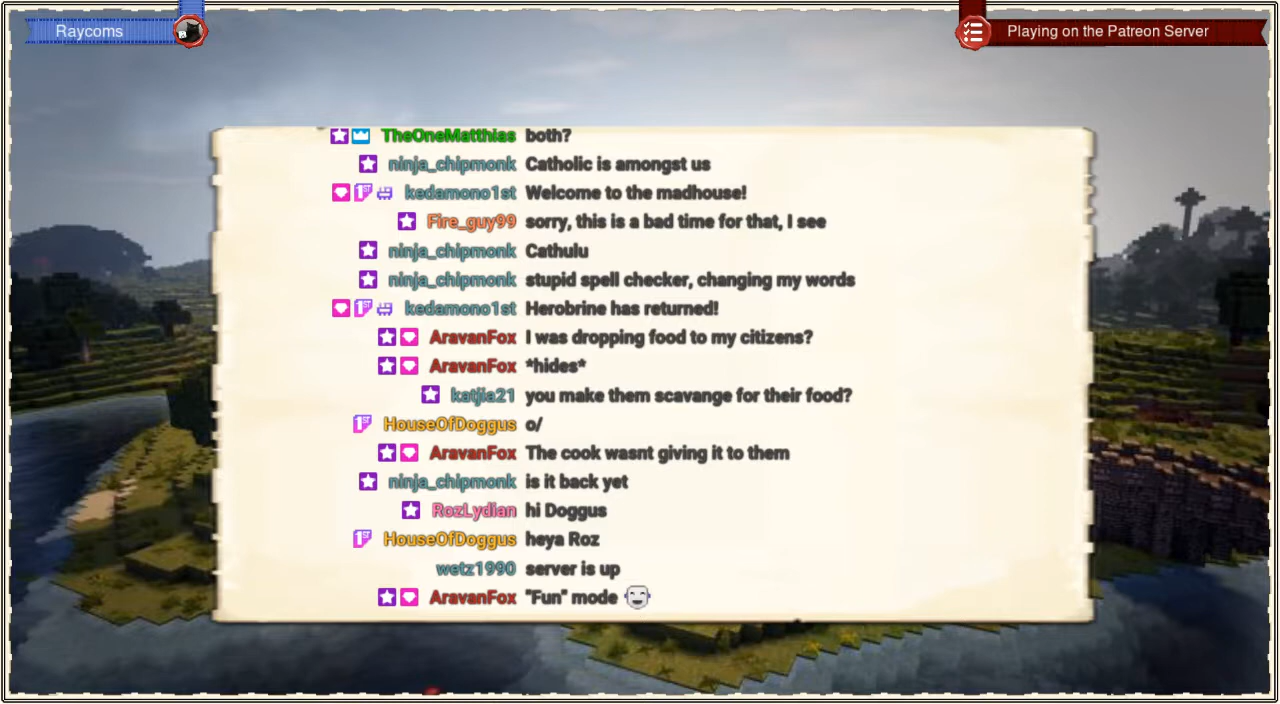 Raycoms
Playing on the Patreon Server
TheOneMatthias both?
ninja_chipmonk Catholic is amongst us
kedamono1st Welcome to the madhouse!
Fire_guy99 sorry, this is a bad time for that, I see
ninja_chipmonk Cathulu
ninja_chipmonk stupid spell checker, changing my words
kedamono1st Herobrine has returned!
AravanFox I was dropping food to my citizens?
AravanFox *hides*
katjia21 you make them scavange for their food?
HouseOfDoggus o/
AravanFox The cook wasnt giving it to them
ninja_chipmonk is it back yet
RozLydian hi Doggus
HouseOfDoggus heya Roz
wetz1990 server is up
AravanFox "Fun" mode